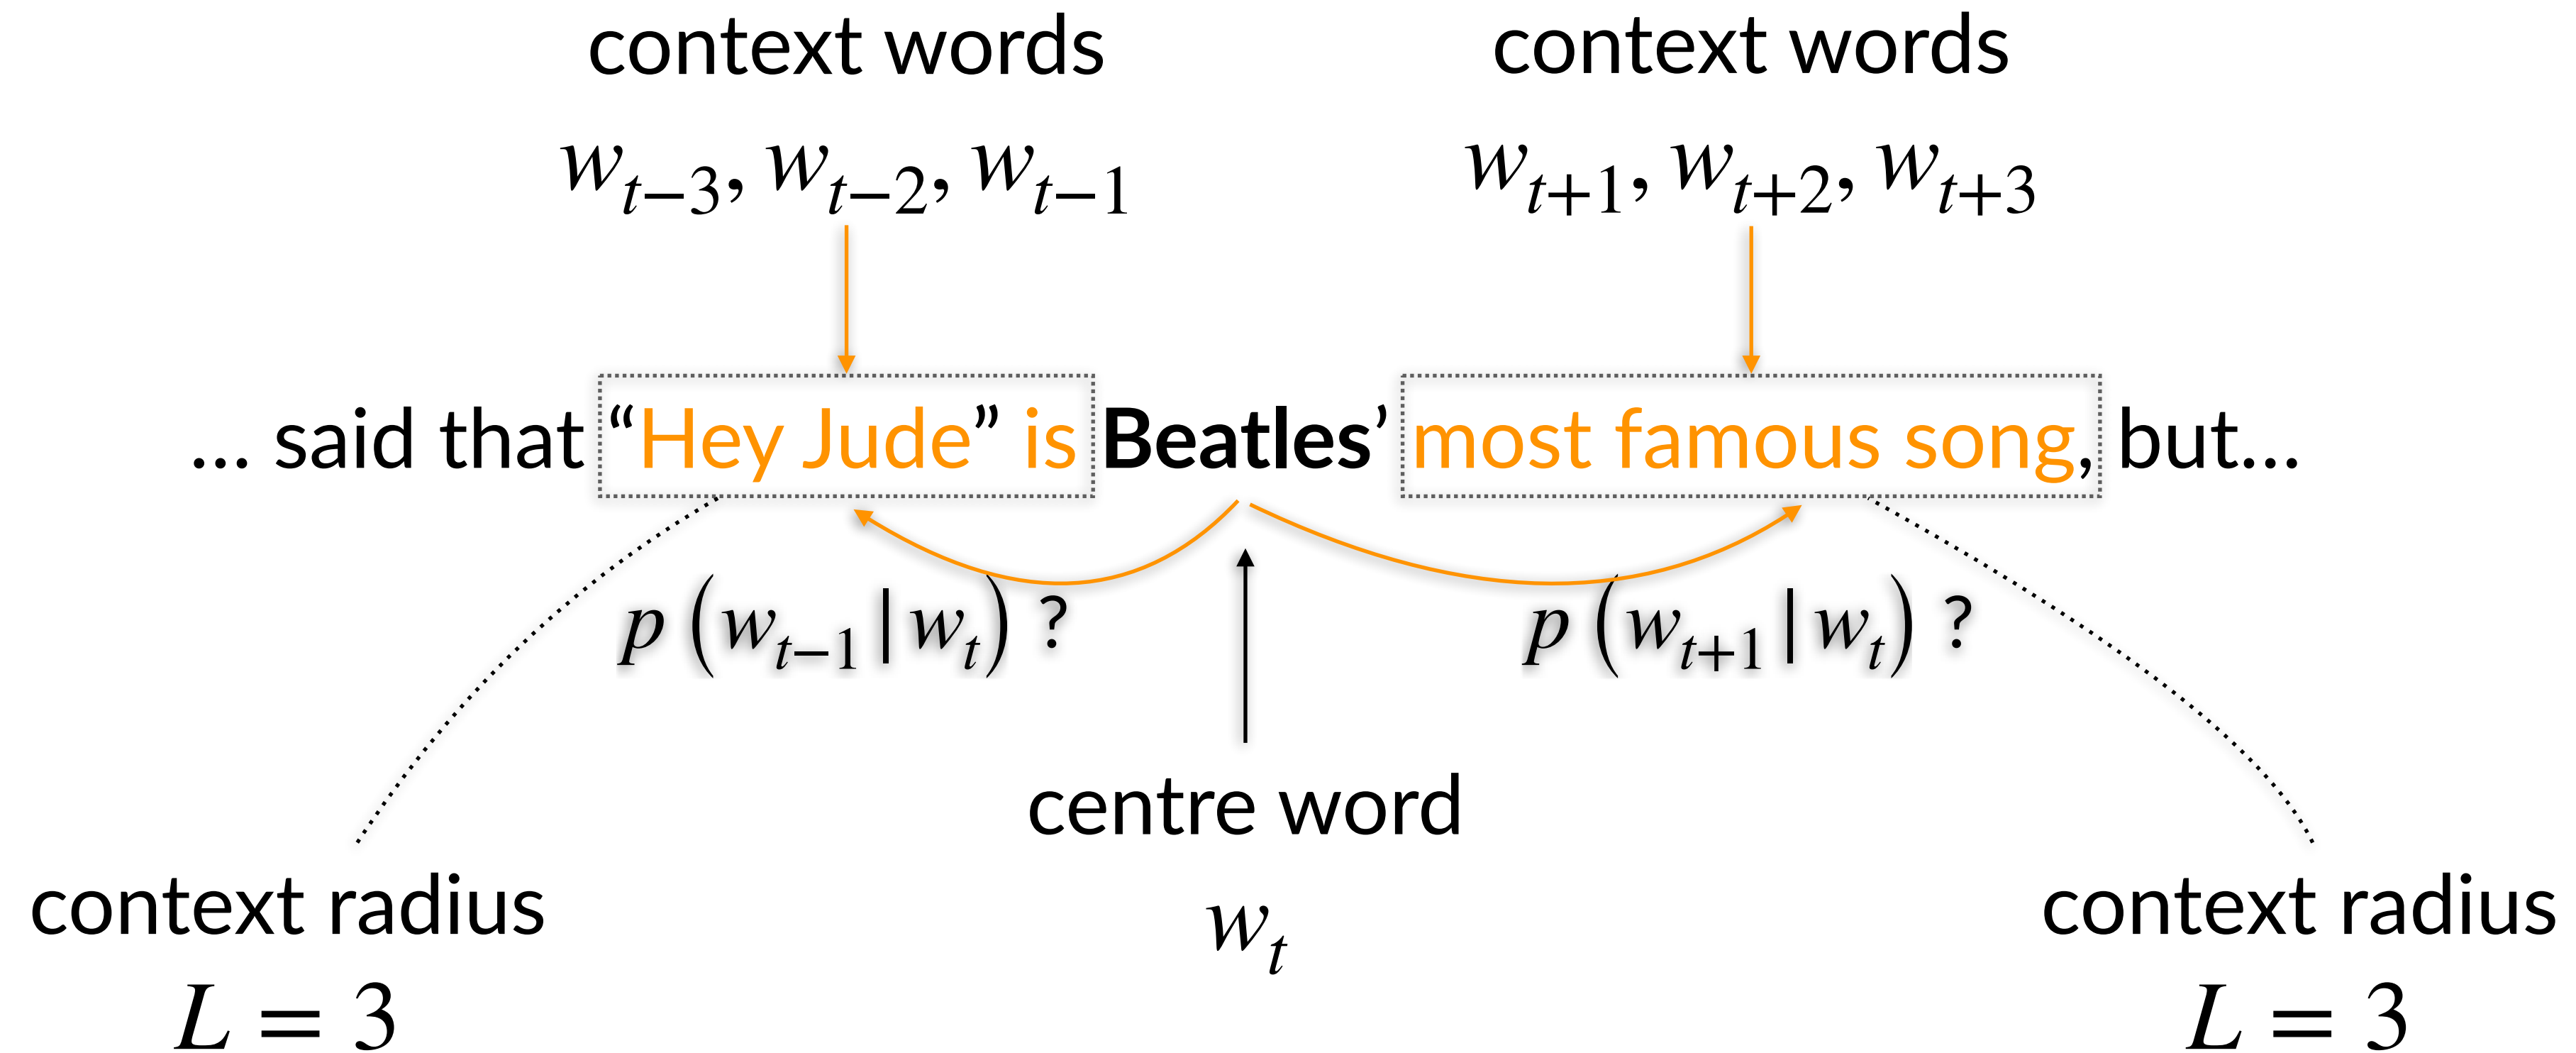 context words context words
w_{t−3}, w_{t−2}, w_{t−1} w_{t+1}, w_{t+2}, w_{t+3}
... said that “Hey Jude” is Beatles’ most famous song, but...
p (w_{t−1} | w_t) ? p (w_{t+1} | w_t) ?
centre word
w_t
context radius context radius
L = 3 L = 3